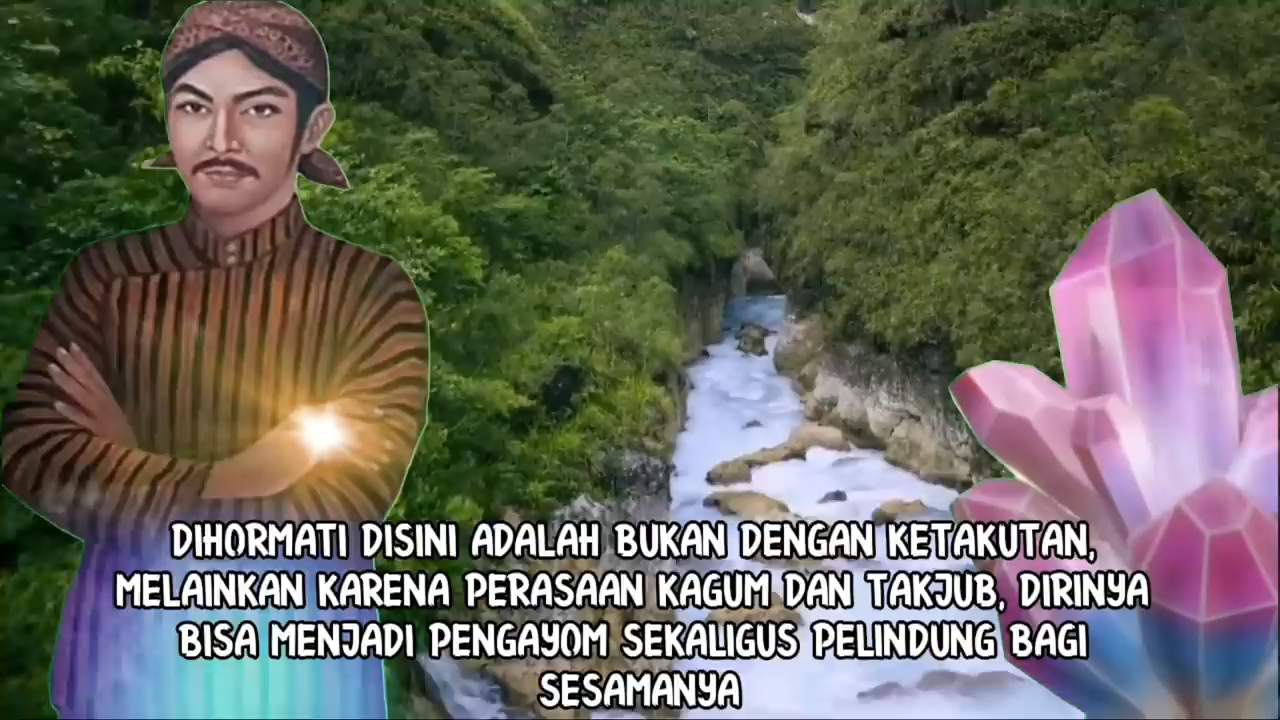 DIHORMATI DISINI ADALAH BUKAN DENGAN KETAKUTAN,
MELAINKAN KARENA PERASAAN KAGUM DAN TAKJUB, DIRINYA
BISA MENJADI PENGAYOM SEKALIGUS PELINDUNG BAGI
SESAMANYA